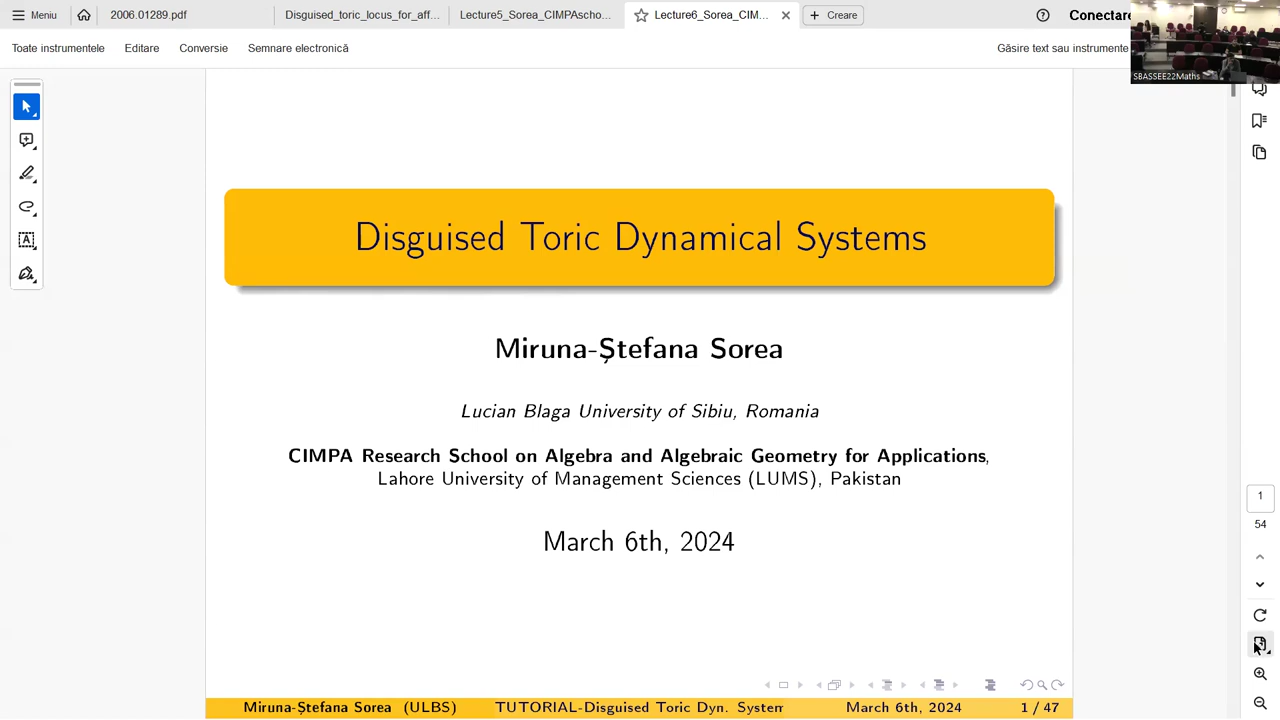 Meniu
2006.01289.pdf
Disguised_toric_locus_for_aff...
Lecture5_Sorea_CIMPAscho...
Lecture6_Sorea_CIM...
Creare
Conectare
Toate instrumentele
Editare
Conversie
Semnare electronică
Găsire text sau instrumente
SBASSEE22Maths
Disguised Toric Dynamical Systems
Miruna-Ștefana Sorea
Lucian Blaga University of Sibiu, Romania
CIMPA Research School on Algebra and Algebraic Geometry for Applications,
Lahore University of Management Sciences (LUMS), Pakistan
March 6th, 2024
1
54
Miruna-Ștefana Sorea (ULBS)
TUTORIAL-Disguised Toric Dyn. System
March 6th, 2024
1 / 47